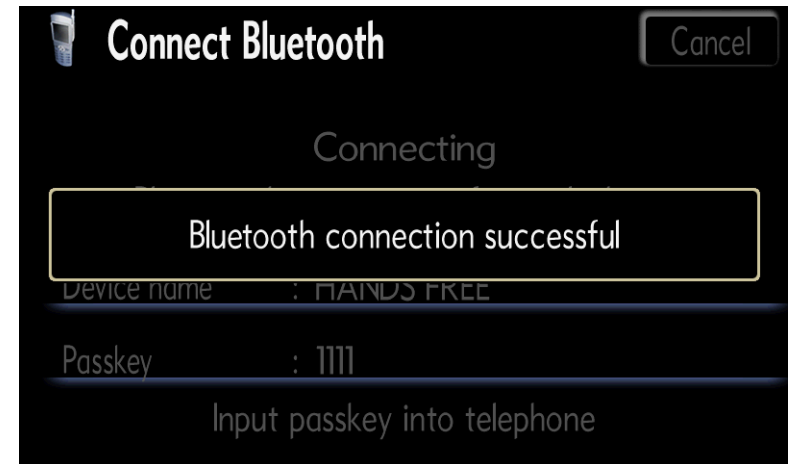 Connect Bluetooth
Cancel
Connecting
Bluetooth connection successful
Device name : HANDS FREE
Passkey : 1111
Input passkey into telephone